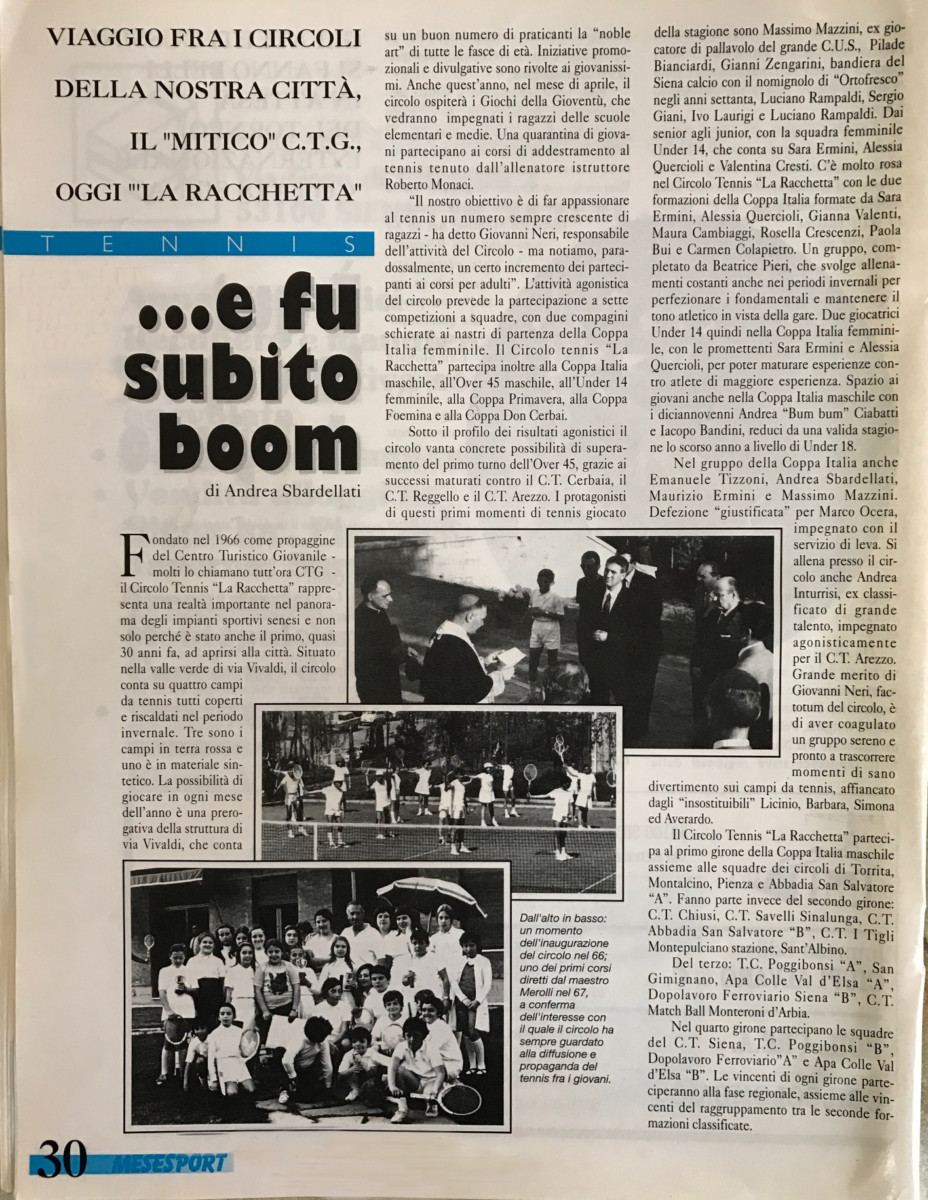 VIAGGIO FRA I CIRCOLI
DELLA NOSTRA CITTÀ,
IL "MITICO" C.T.G.,
OGGI "'LA RACCHETTA"
TENNIS
...e fu
subito
boom
di Andrea Sbardellati
Fondato nel 1966 come propaggine
del Centro Turistico Giovanile -
molti lo chiamano tutt'ora CTG -
il Circolo Tennis “La Racchetta” rappre-
senta una realtà importante nel panora-
ma degli impianti sportivi senesi e non
solo perché è stato anche il primo, quasi
30 anni fa, ad aprirsi alla città. Situato
nella valle verde di via Vivaldi, il circolo
conta su quattro campi
da tennis tutti coperti
e riscaldati nel periodo
invernale. Tre sono i
campi in terra rossa e
uno è in materiale sin-
tetico. La possibilità di
giocare in ogni mese
dell'anno è una prero-
gativa della struttura di
via Vivaldi, che conta
su un buon numero di praticanti la “noble
art” di tutte le fasce di età. Iniziative promo-
zionali e divulgative sono rivolte ai giovanissi-
mi. Anche quest'anno, nel mese di aprile, il
circolo ospiterà i Giochi della Gioventù, che
vedranno impegnati i ragazzi delle scuole
elementari e medie. Una quarantina di giova-
ni partecipano ai corsi di addestramento al
tennis tenuto dall'allenatore istruttore
Roberto Monaci.
“Il nostro obiettivo è di far appassionare
al tennis un numero sempre crescente di
ragazzi - ha detto Giovanni Neri, responsabile
dell'attività del Circolo - ma notiamo, para-
dossalmente, un certo incremento dei parteci-
panti ai corsi per adulti”. L'attività agonistica
del circolo prevede la partecipazione a sette
competizioni a squadre, con due compagini
schierate ai nastri di partenza della Coppa
Italia femminile. Il Circolo tennis “La
Racchetta” partecipa inoltre alla Coppa Italia
maschile, all'Over 45 maschile, all'Under 14
femminile, alla Coppa Primavera, alla Coppa
Foemina e alla Coppa Don Cerbai.
Sotto il profilo dei risultati agonistici il
circolo vanta concrete possibilità di supera-
mento del primo turno dell'Over 45, grazie ai
successi maturati contro il C.T. Cerbaia, il
C.T. Reggello e il C.T. Arezzo. I protagonisti
di questi primi momenti di tennis giocato
della stagione sono Massimo Mazzini, ex gio-
catore di pallavolo del grande C.U.S., Pilade
Bianciardi, Gianni Zengarini, bandiera del
Siena calcio con il nomignolo di “Ortofresco”
negli anni settanta, Luciano Rampaldi, Sergio
Giani, Ivo Laurigi e Luciano Rampaldi. Dai
senior agli junior, con la squadra femminile
Under 14, che conta su Sara Ermini, Alessia
Quercioli e Valentina Cresti. C'è molto rosa
nel Circolo Tennis “La Racchetta” con le due
formazioni della Coppa Italia formate da Sara
Ermini, Alessia Quercioli, Gianna Valenti,
Maura Cambiaggi, Rosella Crescenzi, Paola
Bui e Carmen Colapietro. Un gruppo, com-
pletato da Beatrice Pieri, che svolge allena-
menti costanti anche nei periodi invernali per
perfezionare i fondamentali e mantenere il
tono atletico in vista della gare. Due giocatrici
Under 14 quindi nella Coppa Italia femmini-
le, con le promettenti Sara Ermini e Alessia
Quercioli, per poter maturare esperienze con-
tro atlete di maggiore esperienza. Spazio ai
giovani anche nella Coppa Italia maschile con
i diciannovenni Andrea “Bum bum” Ciabatti
e Iacopo Bandini, reduci da una valida stagio-
ne lo scorso anno a livello di Under 18.
Nel gruppo della Coppa Italia anche
Emanuele Tizzoni, Andrea Sbardellati,
Maurizio Ermini e Massimo Mazzini.
Defezione “giustificata” per Marco Ocera,
impegnato con il
servizio di leva. Si
allena presso il cir-
colo anche Andrea
Inturrisi, ex classi-
ficato di grande
talento, impegnato
agonisticamente
per il C.T. Arezzo.
Grande merito di
Giovanni Neri, fac-
totum del circolo, è
di aver coagulato
un gruppo sereno e
pronto a trascorrere
momenti di sano
divertimento sui campi da tennis, affiancato
dagli “insostituibili” Licinio, Barbara, Simona
ed Averardo.
Il Circolo Tennis “La Racchetta” parteci-
pa al primo girone della Coppa Italia maschile
assieme alle squadre dei circoli di Torrita,
Montalcino, Pienza e Abbadia San Salvatore
“A”. Fanno parte invece del secondo girone:
C.T. Chiusi, C.T. Savelli Sinalunga, C.T.
Abbadia San Salvatore “B”, C.T. I Tigli
Montepulciano stazione, Sant'Albino.
Del terzo: T.C. Poggibonsi “A”, San
Gimignano, Apa Colle Val d'Elsa “A”,
Dopolavoro Ferroviario Siena “B”, C.T.
Match Ball Monteroni d'Arbia.
Nel quarto girone partecipano le squadre
del C.T. Siena, T.C. Poggibonsi “B”,
Dopolavoro Ferroviario"A” e Apa Colle Val
d'Elsa “B”. Le vincenti di ogni girone parte-
ciperanno alla fase regionale, assieme alle vin-
centi del raggruppamento tra le seconde for-
mazioni classificate.
Dall'alto in basso:
un momento
dell'inaugurazione
del circolo nel 66;
uno dei primi corsi
diretti dal maestro
Merolli nel 67,
a conferma
dell'interesse con
il quale il circolo ha
sempre guardato
alla diffusione e
propaganda del
tennis fra i giovani.
30 MESESPORT